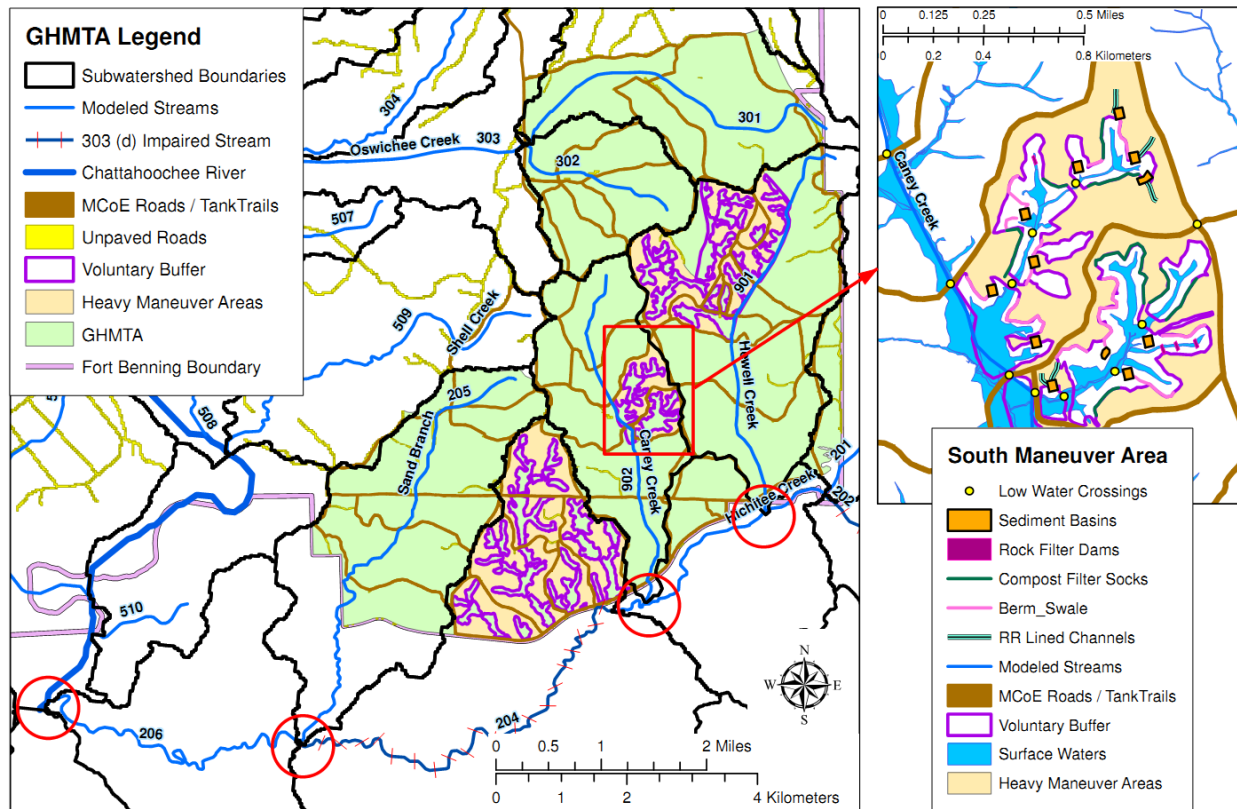 GHMTA Legend
Subwatershed Boundaries
Modeled Streams
303 (d) Impaired Stream
Chattahoochee River
MCoE Roads / TankTrails
Unpaved Roads
Voluntary Buffer
Heavy Maneuver Areas
GHMTA
Fort Benning Boundary
304
Oswichee Creek 303
301
302
507
901
509
Shell Creek
Hewell Creek
205
508
Sand Branch
Caney Creek
902
201
202
Hichitee Creek
510
206
204
N
W E
S
0 0.5 1 2 Miles
0 1 2 4 Kilometers
0 0.125 0.25 0.5 Miles
0 0.2 0.4 0.8 Kilometers
Caney Creek
South Maneuver Area
Low Water Crossings
Sediment Basins
Rock Filter Dams
Compost Filter Socks
Berm_Swale
RR Lined Channels
Modeled Streams
MCoE Roads / TankTrails
Voluntary Buffer
Surface Waters
Heavy Maneuver Areas